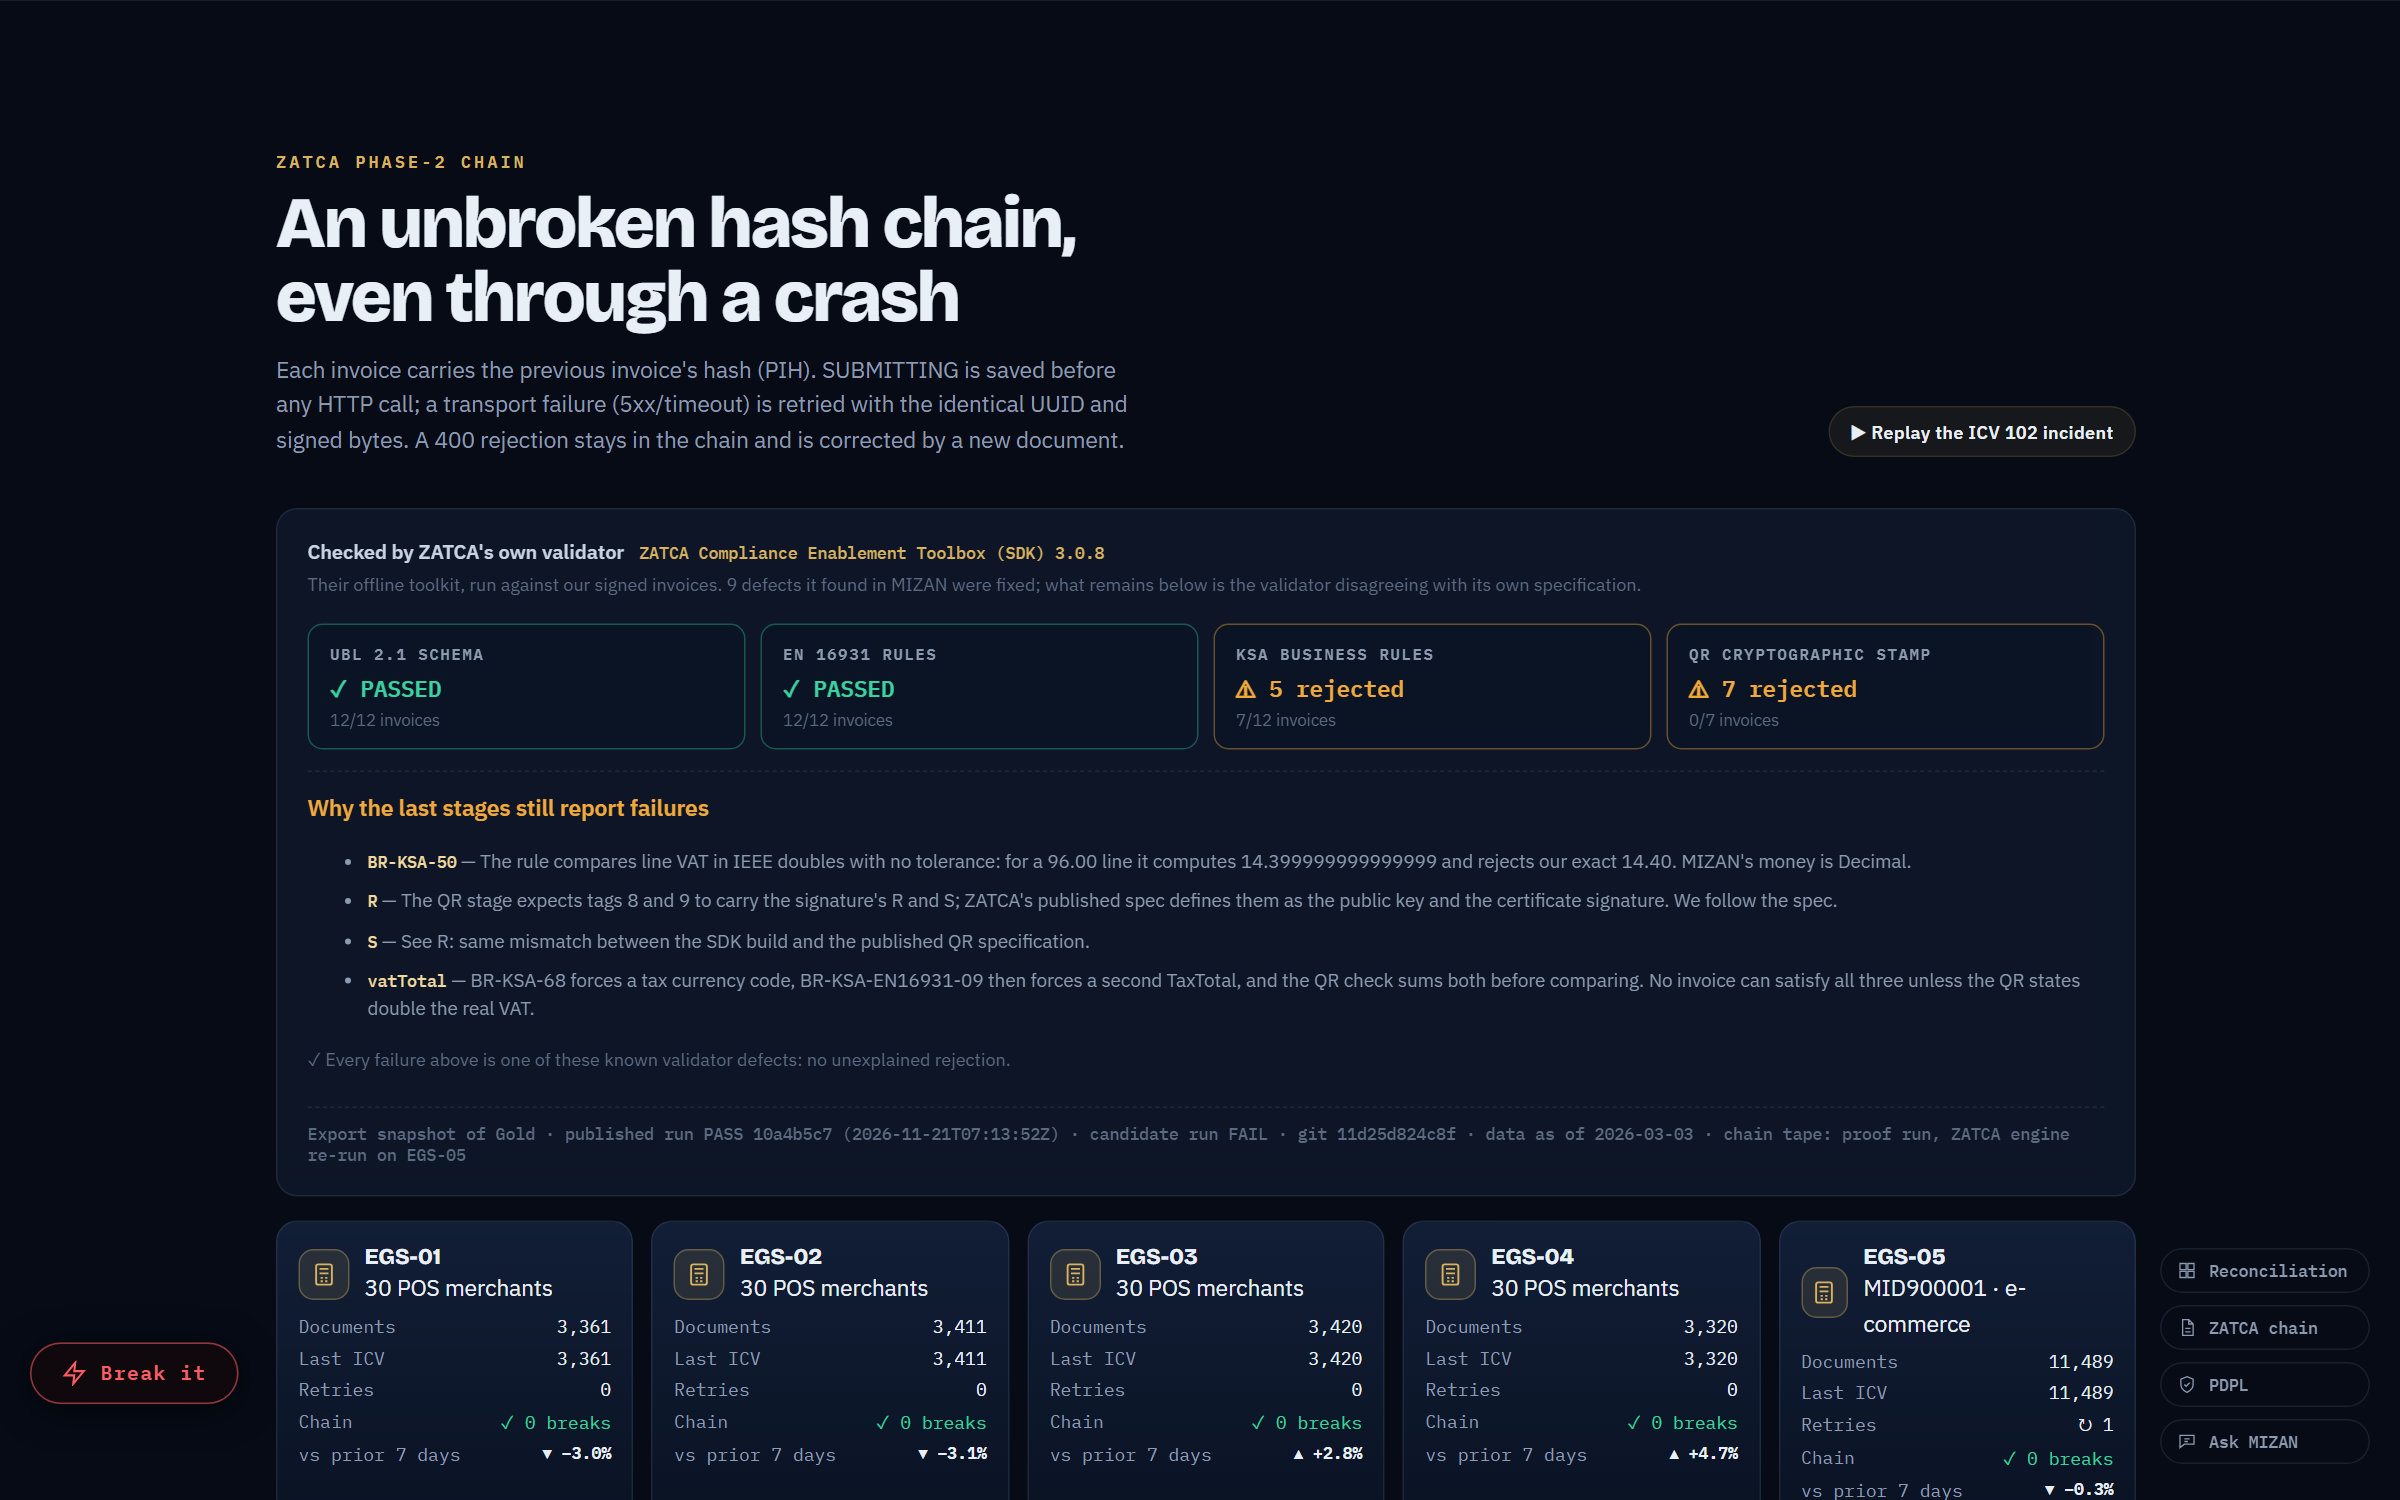 ZATCA PHASE-2 CHAIN
An unbroken hash chain,
even through a crash
Each invoice carries the previous invoice's hash (PIH). SUBMITTING is saved before
any HTTP call; a transport failure (5xx/timeout) is retried with the identical UUID and
signed bytes. A 400 rejection stays in the chain and is corrected by a new document.
▶ Replay the ICV 102 incident
Checked by ZATCA's own validator ZATCA Compliance Enablement Toolbox (SDK) 3.0.8
Their offline toolkit, run against our signed invoices. 9 defects it found in MIZAN were fixed; what remains below is the validator disagreeing with its own specification.
UBL 2.1 SCHEMA
✓ PASSED
12/12 invoices
EN 16931 RULES
✓ PASSED
12/12 invoices
KSA BUSINESS RULES
⚠ 5 rejected
7/12 invoices
QR CRYPTOGRAPHIC STAMP
⚠ 7 rejected
0/7 invoices
Why the last stages still report failures
• BR-KSA-50 — The rule compares line VAT in IEEE doubles with no tolerance: for a 96.00 line it computes 14.399999999999999 and rejects our exact 14.40. MIZAN's money is Decimal.
• R — The QR stage expects tags 8 and 9 to carry the signature's R and S; ZATCA's published spec defines them as the public key and the certificate signature. We follow the spec.
• S — See R: same mismatch between the SDK build and the published QR specification.
• vatTotal — BR-KSA-68 forces a tax currency code, BR-KSA-EN16931-09 then forces a second TaxTotal, and the QR check sums both before comparing. No invoice can satisfy all three unless the QR states
double the real VAT.
✓ Every failure above is one of these known validator defects: no unexplained rejection.
Export snapshot of Gold · published run PASS 10a4b5c7 (2026-11-21T07:13:52Z) · candidate run FAIL · git 11d25d824c8f · data as of 2026-03-03 · chain tape: proof run, ZATCA engine
re-run on EGS-05
EGS-01
30 POS merchants
Documents 3,361
Last ICV 3,361
Retries 0
Chain ✓ 0 breaks
vs prior 7 days ▼ −3.0%
EGS-02
30 POS merchants
Documents 3,411
Last ICV 3,411
Retries 0
Chain ✓ 0 breaks
vs prior 7 days ▼ −3.1%
EGS-03
30 POS merchants
Documents 3,420
Last ICV 3,420
Retries 0
Chain ✓ 0 breaks
vs prior 7 days ▲ +2.8%
EGS-04
30 POS merchants
Documents 3,320
Last ICV 3,320
Retries 0
Chain ✓ 0 breaks
vs prior 7 days ▲ +4.7%
EGS-05
MID900001 · e-
commerce
Documents 11,489
Last ICV 11,489
Retries ↻ 1
Chain ✓ 0 breaks
vs prior 7 days ▼ −0.3%
Break it
Reconciliation
ZATCA chain
PDPL
Ask MIZAN